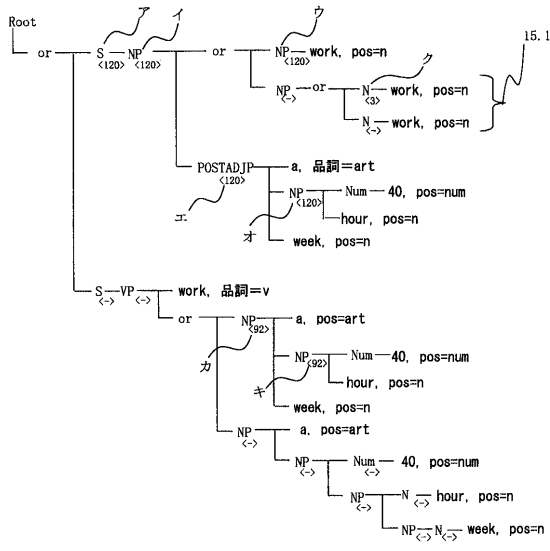 Root
ア
イ
ウ
15.1
or S NP or NP work, pos=n
<120> <120> <120>
ク
NP or N work, pos=n
<-> <3>
N work, pos=n
<->
POSTADJP a, 品詞=art
<120>
エ
NP Num 40, pos=num
<120>
オ
hour, pos=n
week, pos=n
S VP work, 品詞=v
<-> <->
or NP a, pos=art
<92>
カ
NP Num 40, pos=num
<92>
キ
hour, pos=n
week, pos=n
NP a, pos=art
<->
NP Num 40, pos=num
<-> <->
NP N hour, pos=n
<-> <->
NP N week, pos=n
<-> <->